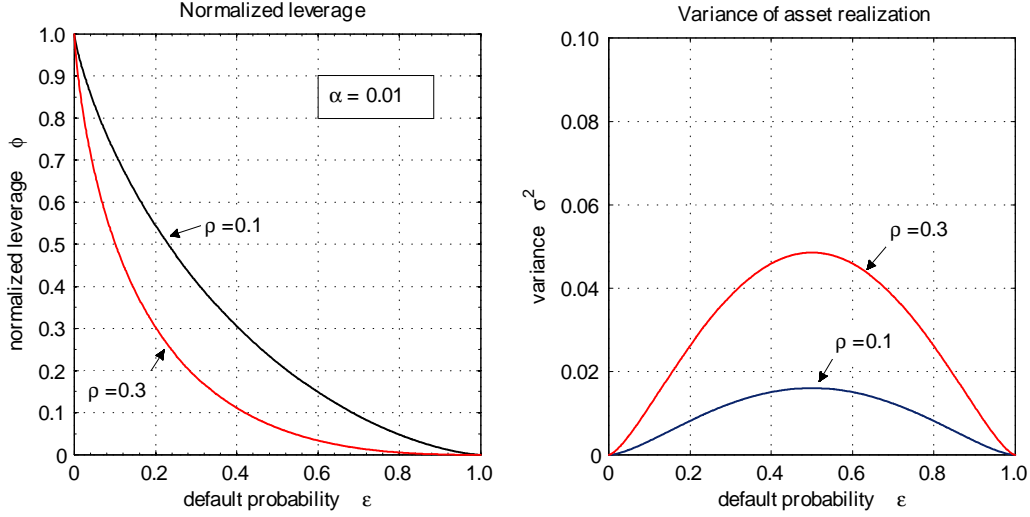 Normalized leverage
1.0
0.9
0.8
0.7
0.6
0.5
0.4
0.3
0.2
0.1
0
normalized leverage ϕ
α = 0.01
ρ =0.1
ρ =0.3
0 0.2 0.4 0.6 0.8 1.0
default probability ε
Variance of asset realization
0.10
0.08
0.06
0.04
0.02
0
variance σ²
ρ =0.3
ρ =0.1
0 0.2 0.4 0.6 0.8 1.0
default probability ε